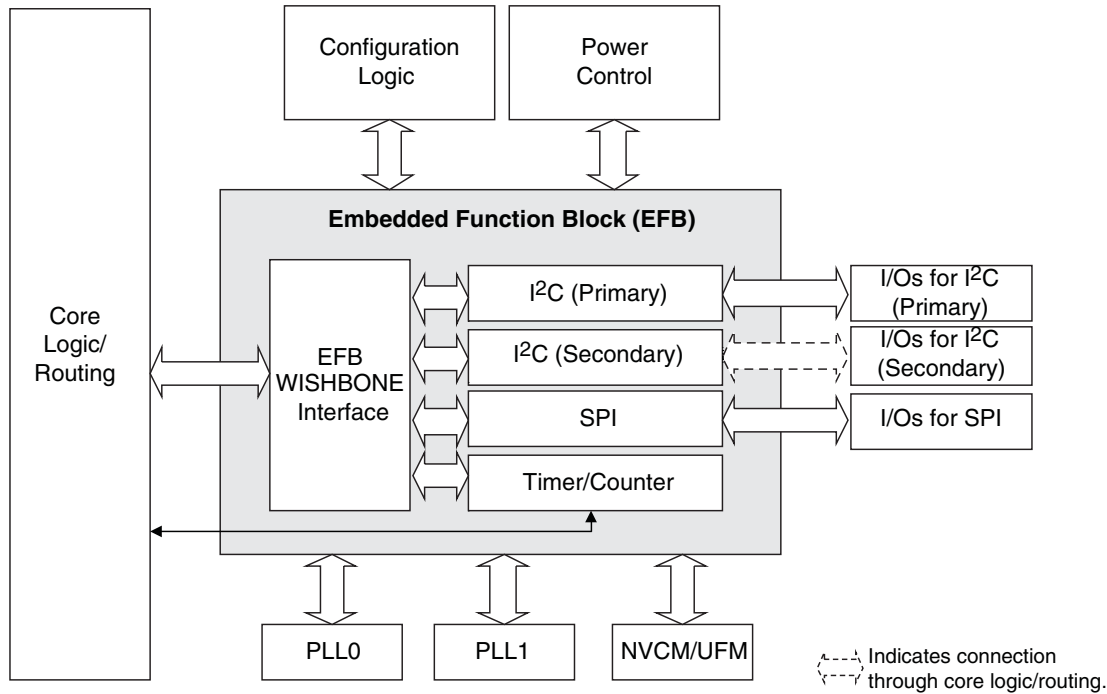 Configuration
Logic
Power
Control
Embedded Function Block (EFB)
Core
Logic/
Routing
EFB
WISHBONE
Interface
I²C (Primary)
I²C (Secondary)
SPI
Timer/Counter
I/Os for I²C
(Primary)
I/Os for I²C
(Secondary)
I/Os for SPI
PLL0
PLL1
NVCM/UFM
Indicates connection
through core logic/routing.